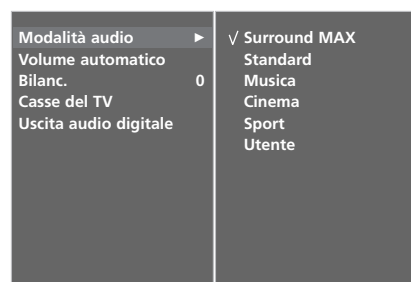 Modalità audio ►
Volume automatico
Bilanc. 0
Casse del TV
Uscita audio digitale
√ Surround MAX
Standard
Musica
Cinema
Sport
Utente